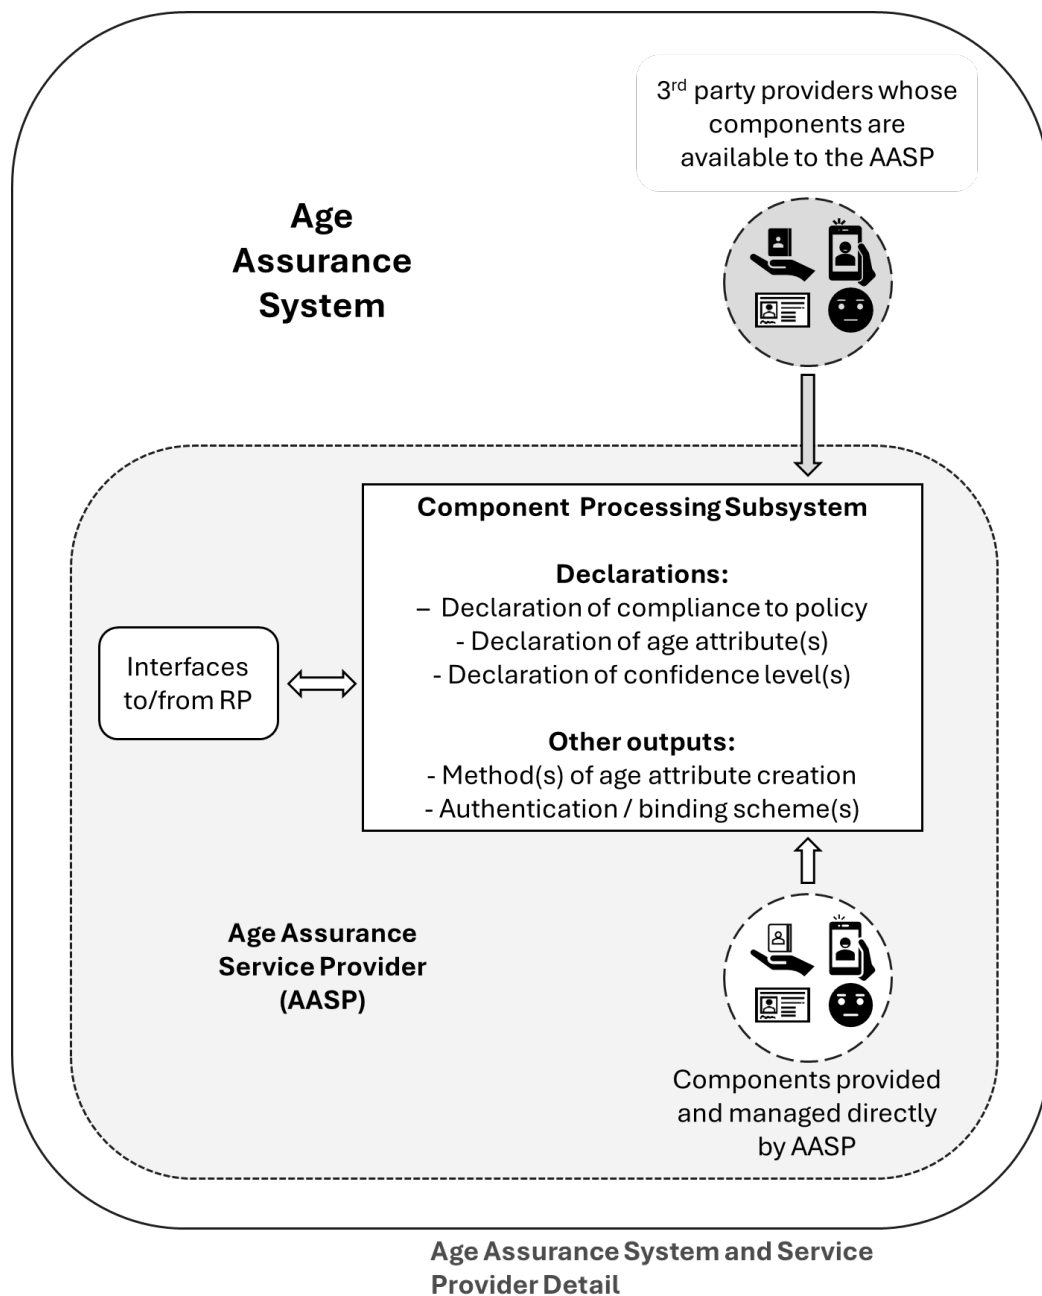 3rd party providers whose
components are
available to the AASP
Age
Assurance
System
Component Processing Subsystem
Declarations:
– Declaration of compliance to policy
- Declaration of age attribute(s)
- Declaration of confidence level(s)
Interfaces
to/from RP
Other outputs:
- Method(s) of age attribute creation
- Authentication / binding scheme(s)
Age Assurance
Service Provider
(AASP)
Components provided
and managed directly
by AASP
Age Assurance System and Service
Provider Detail